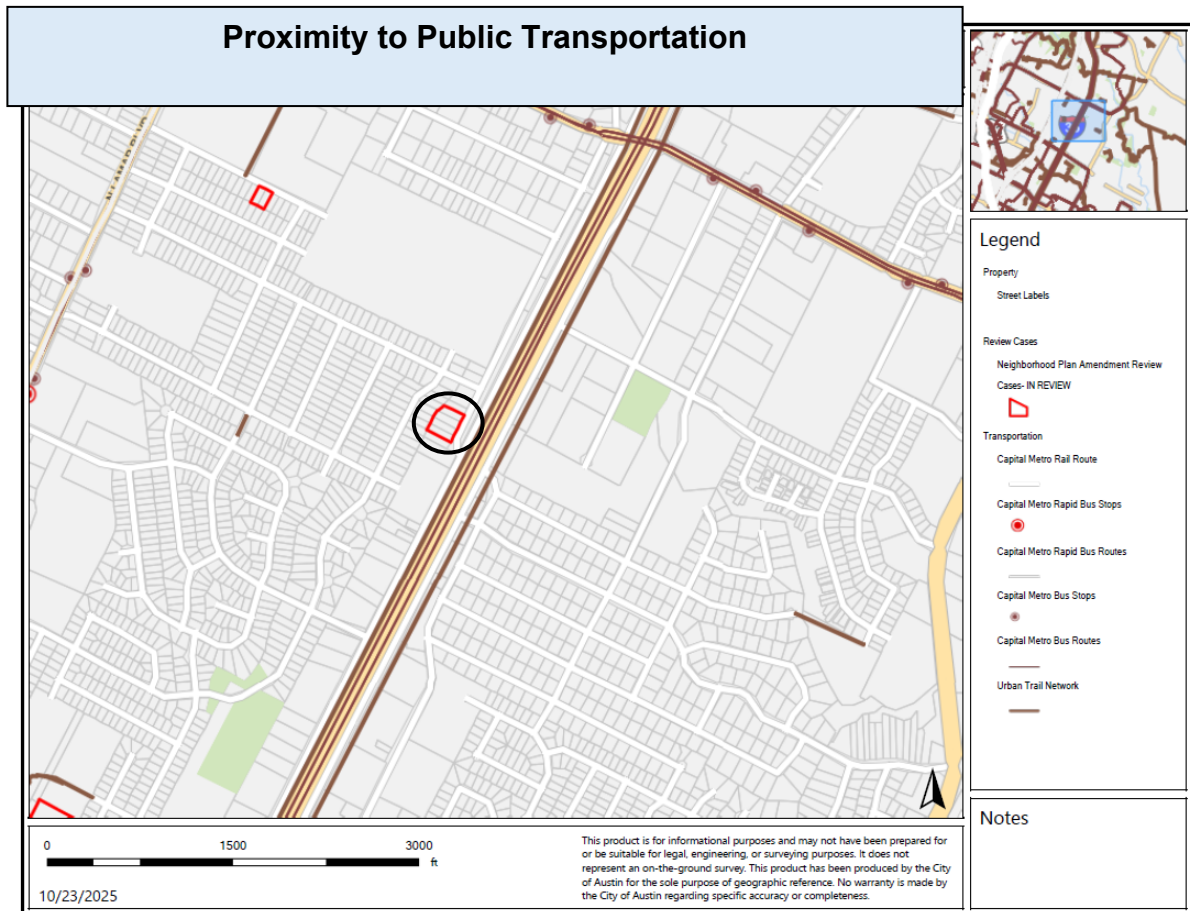 Proximity to Public Transportation
N LAMAR BLVD
35
Legend
Property
Street Labels
Review Cases
Neighborhood Plan Amendment Review
Cases- IN REVIEW
Transportation
Capital Metro Rail Route
Capital Metro Rapid Bus Stops
Capital Metro Rapid Bus Routes
Capital Metro Bus Stops
Capital Metro Bus Routes
Urban Trail Network
Notes
0 1500 3000
ft
10/23/2025
This product is for informational purposes and may not have been prepared for
or be suitable for legal, engineering, or surveying purposes. It does not
represent an on-the-ground survey. This product has been produced by the City
of Austin for the sole purpose of geographic reference. No warranty is made by
the City of Austin regarding specific accuracy or completeness.